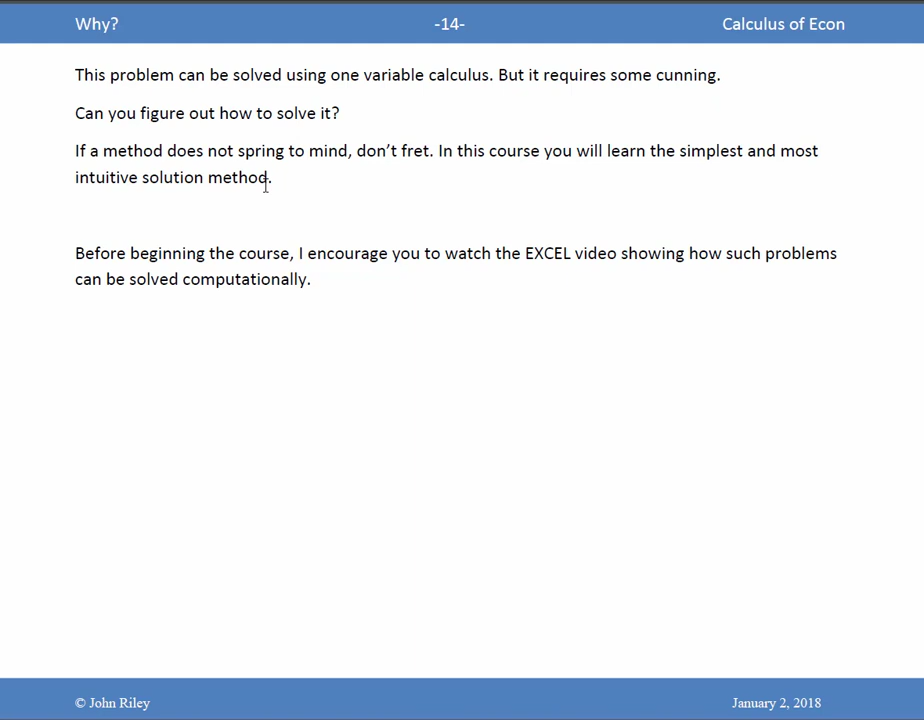 Why? -14- Calculus of Econ
This problem can be solved using one variable calculus. But it requires some cunning.
Can you figure out how to solve it?
If a method does not spring to mind, don’t fret. In this course you will learn the simplest and most
intuitive solution method.
Before beginning the course, I encourage you to watch the EXCEL video showing how such problems
can be solved computationally.
© John Riley January 2, 2018